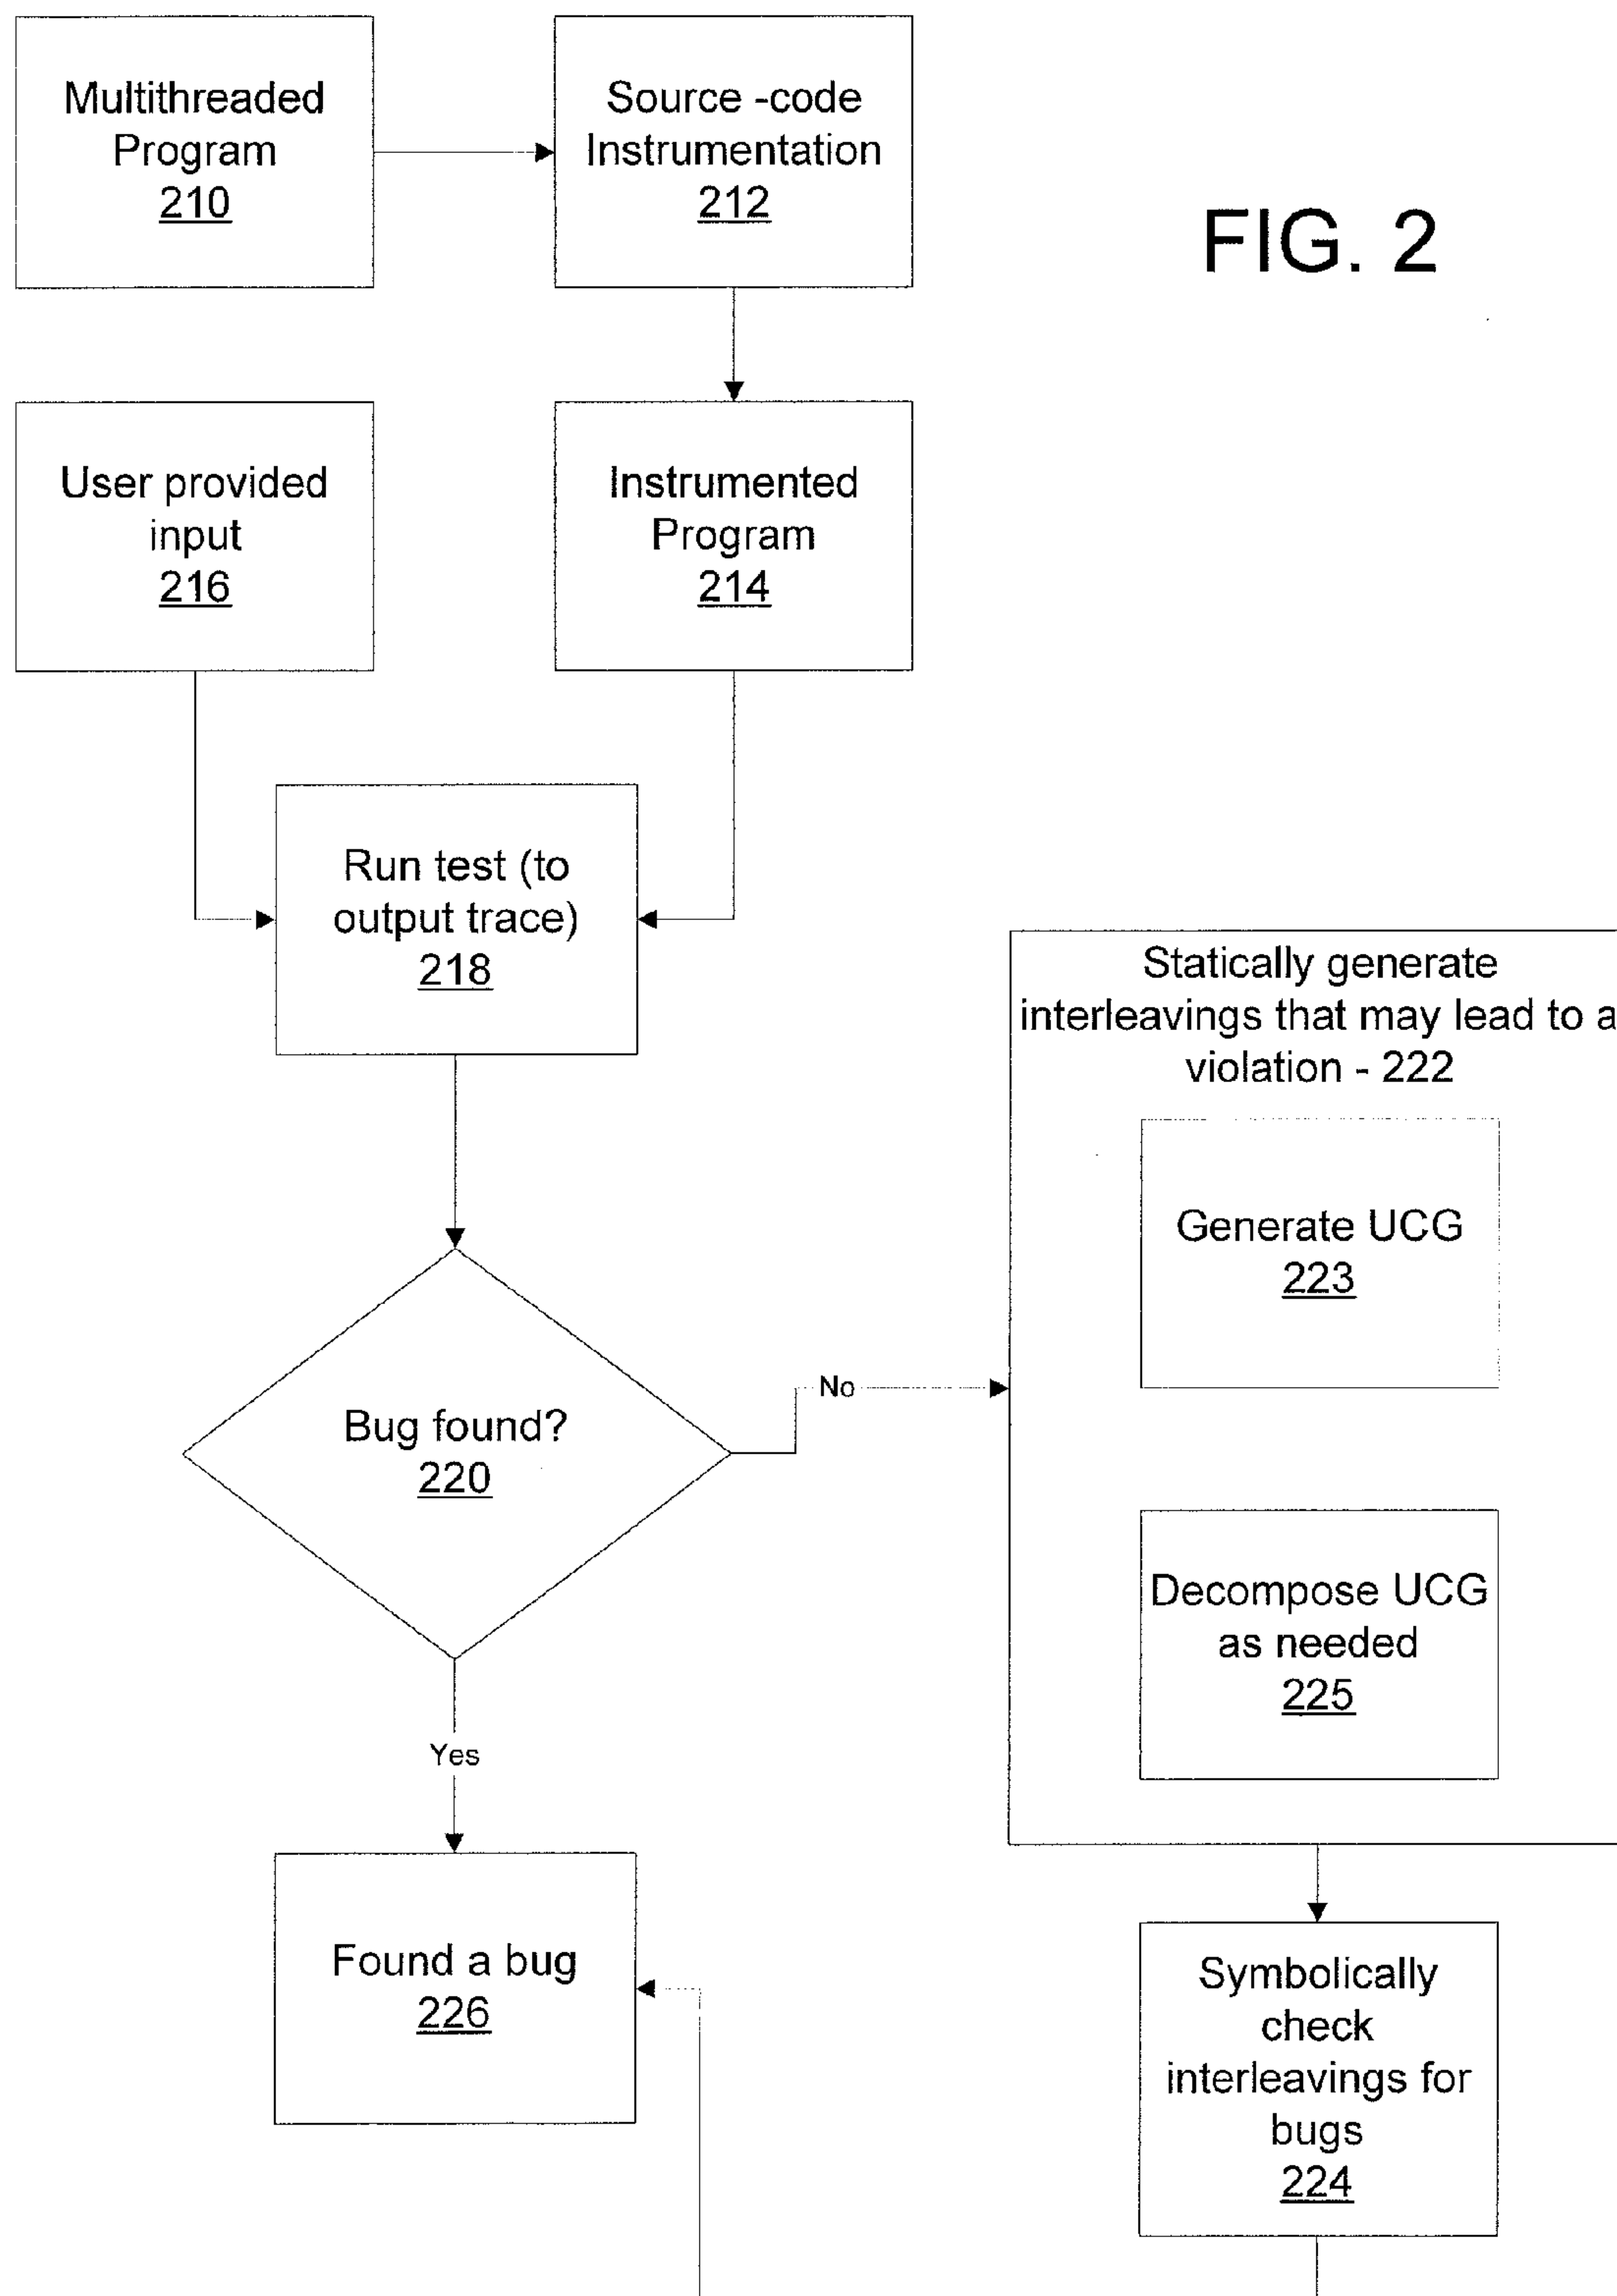 Multithreaded
Program
210
Source -code
Instrumentation
212
FIG. 2
User provided
input
216
Instrumented
Program
214
Run test (to
output trace)
218
Statically generate
interleavings that may lead to a
violation - 222
Generate UCG
223
Bug found?
220
No
Decompose UCG
as needed
225
Yes
Found a bug
226
Symbolically
check
interleavings for
bugs
224